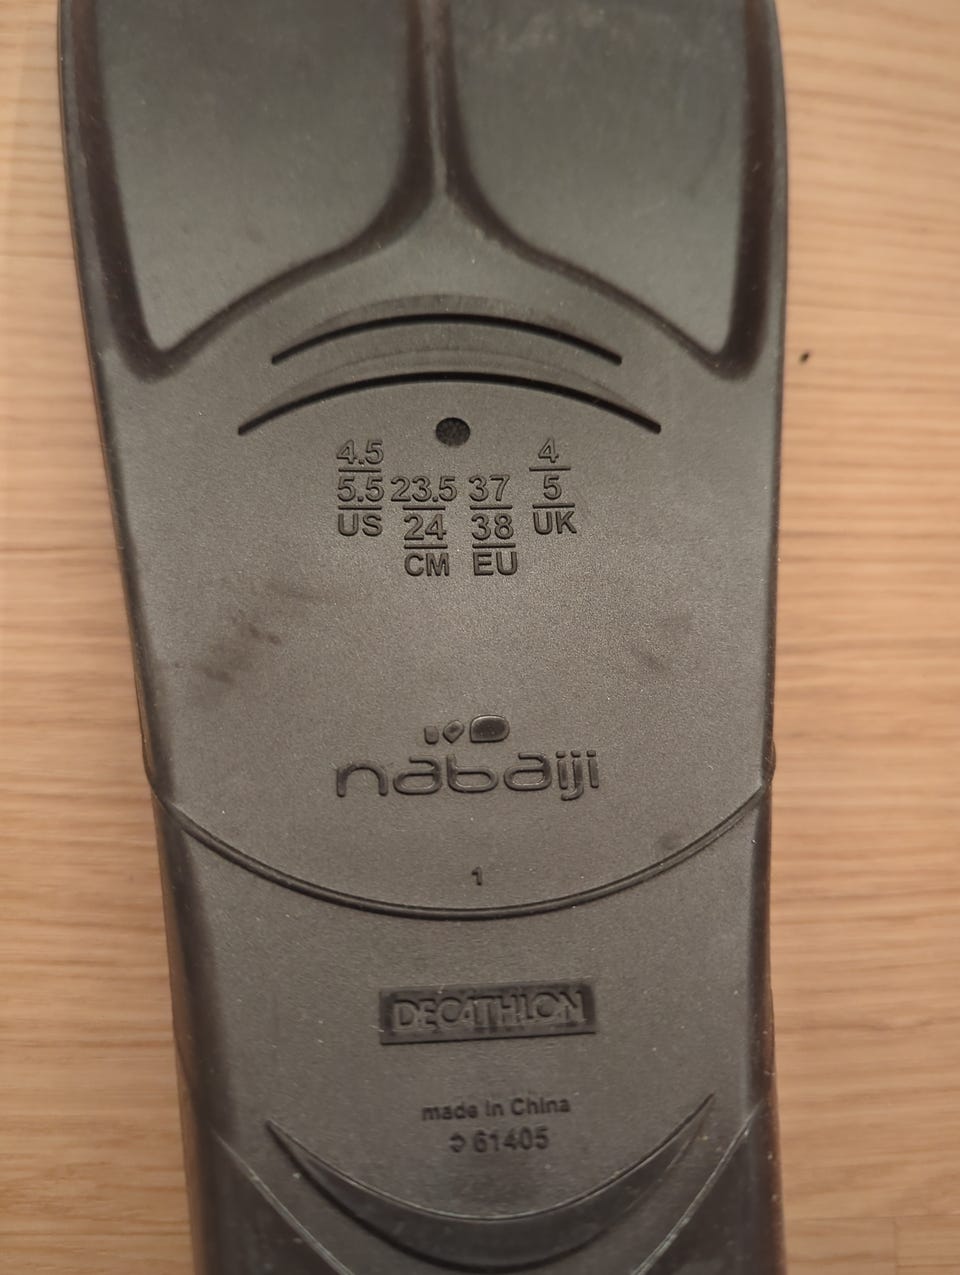 4.5 4
5.5 23.5 37 5
US 24 38 UK
CM EU
nabaiji
1
DECATHLON
made in China
61405